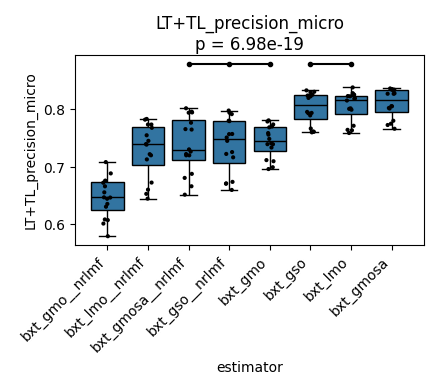 LT+TL_precision_micro
p = 6.98e-19
LT+TL_precision_micro
0.8
0.7
0.6
bxt_gmo__nrlmf
bxt_lmo__nrlmf
bxt_gmosa__nrlmf
bxt_gso__nrlmf
bxt_gmo
bxt_gso
bxt_lmo
bxt_gmosa
estimator